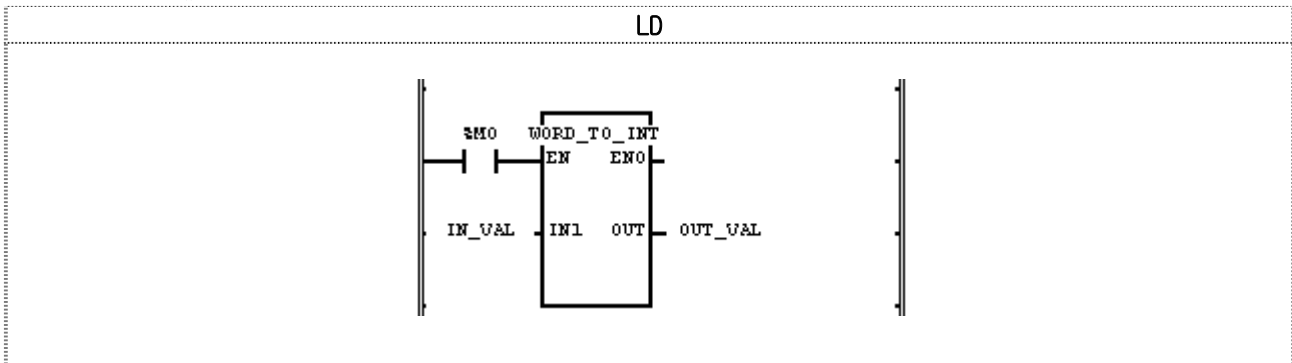 LD
%M0 WORD_TO_INT
EN ENO
IN_VAL IN1 OUT OUT_VAL